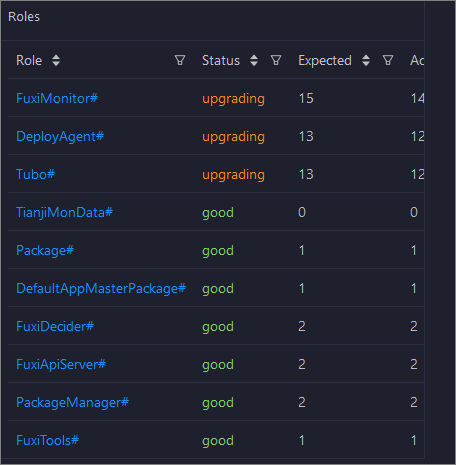 Roles
Role Status Expected Ac
FuxiMonitor# upgrading 15 14
DeployAgent# upgrading 13 12
Tubo# upgrading 13 12
TianjiMonData# good 0 0
Package# good 1 1
DefaultAppMasterPackage# good 1 1
FuxiDecider# good 2 2
FuxiApiServer# good 2 2
PackageManager# good 2 2
FuxiTools# good 1 1